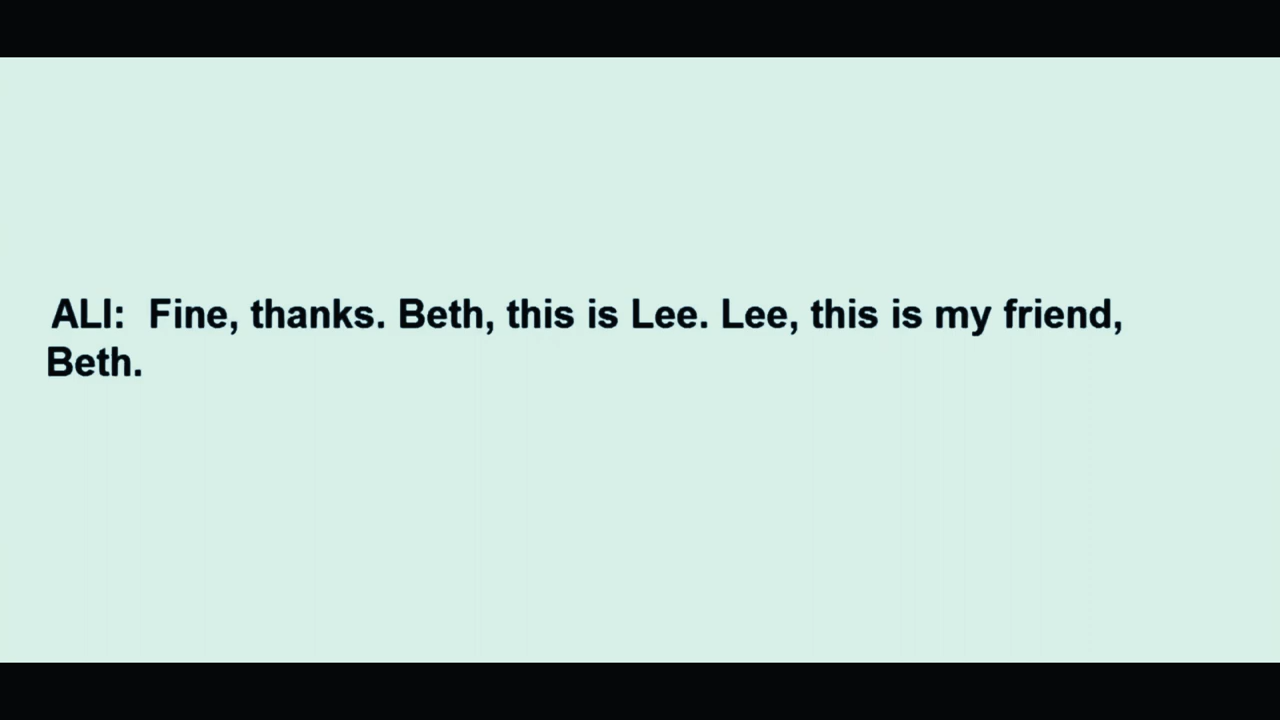 ALI:  Fine, thanks. Beth, this is Lee. Lee, this is my friend,
Beth.